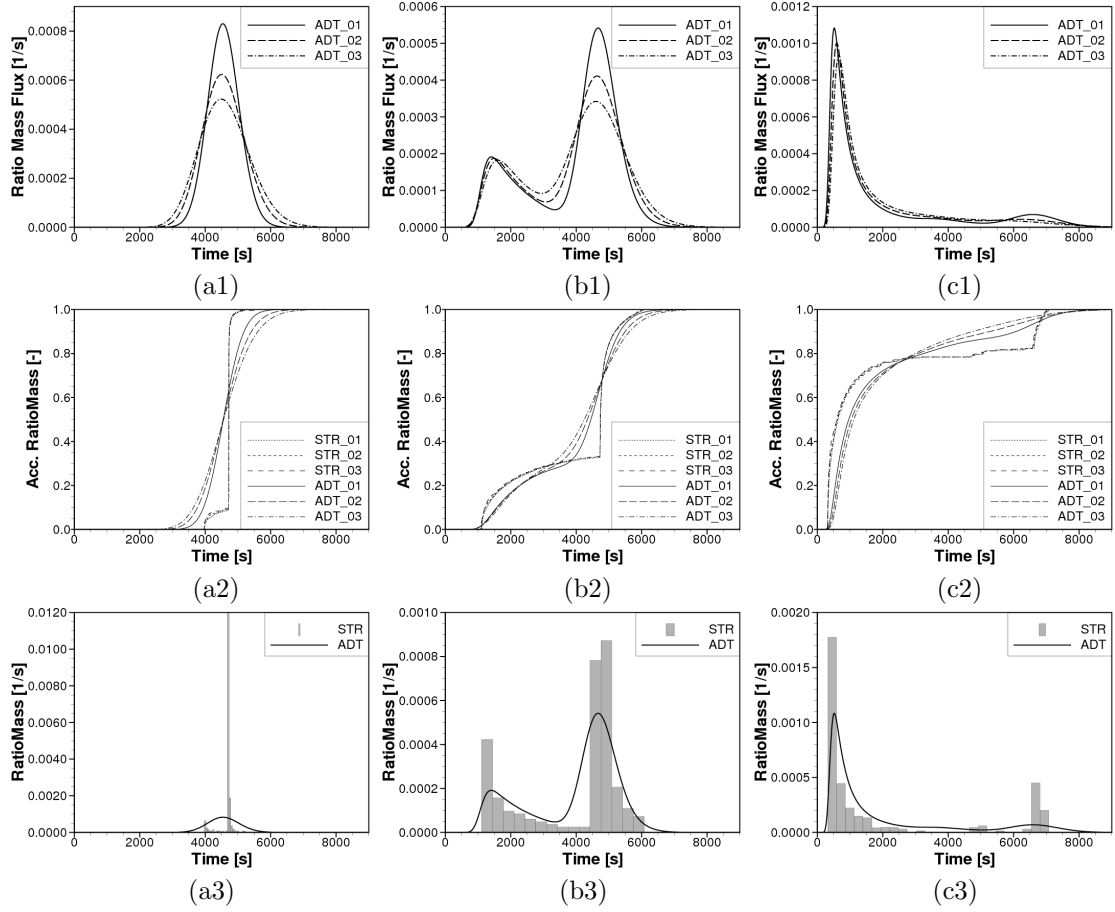 Ratio Mass Flux [1/s]
0.0008
0.0006
0.0004
0.0002
0.0000
0 2000 4000 6000 8000
Time [s]
ADT_01
ADT_02
ADT_03
(a1)
Ratio Mass Flux [1/s]
0.0006
0.0005
0.0004
0.0003
0.0002
0.0001
0.0000
0 2000 4000 6000 8000
Time [s]
ADT_01
ADT_02
ADT_03
(b1)
Ratio Mass Flux [1/s]
0.0012
0.0010
0.0008
0.0006
0.0004
0.0002
0.0000
0 2000 4000 6000 8000
Time [s]
ADT_01
ADT_02
ADT_03
(c1)
Acc. RatioMass [-]
1.0
0.8
0.6
0.4
0.2
0.0
0 2000 4000 6000 8000
Time [s]
STR_01
STR_02
STR_03
ADT_01
ADT_02
ADT_03
(a2)
Acc. RatioMass [-]
1.0
0.8
0.6
0.4
0.2
0.0
0 2000 4000 6000 8000
Time [s]
STR_01
STR_02
STR_03
ADT_01
ADT_02
ADT_03
(b2)
Acc. RatioMass [-]
1.0
0.8
0.6
0.4
0.2
0.0
0 2000 4000 6000 8000
Time [s]
STR_01
STR_02
STR_03
ADT_01
ADT_02
ADT_03
(c2)
RatioMass [1/s]
0.0120
0.0100
0.0080
0.0060
0.0040
0.0020
0.0000
0 2000 4000 6000 8000
Time [s]
STR
ADT
(a3)
RatioMass [1/s]
0.0010
0.0008
0.0006
0.0004
0.0002
0.0000
0 2000 4000 6000 8000
Time [s]
STR
ADT
(b3)
RatioMass [1/s]
0.0020
0.0015
0.0010
0.0005
0.0000
0 2000 4000 6000 8000
Time [s]
STR
ADT
(c3)